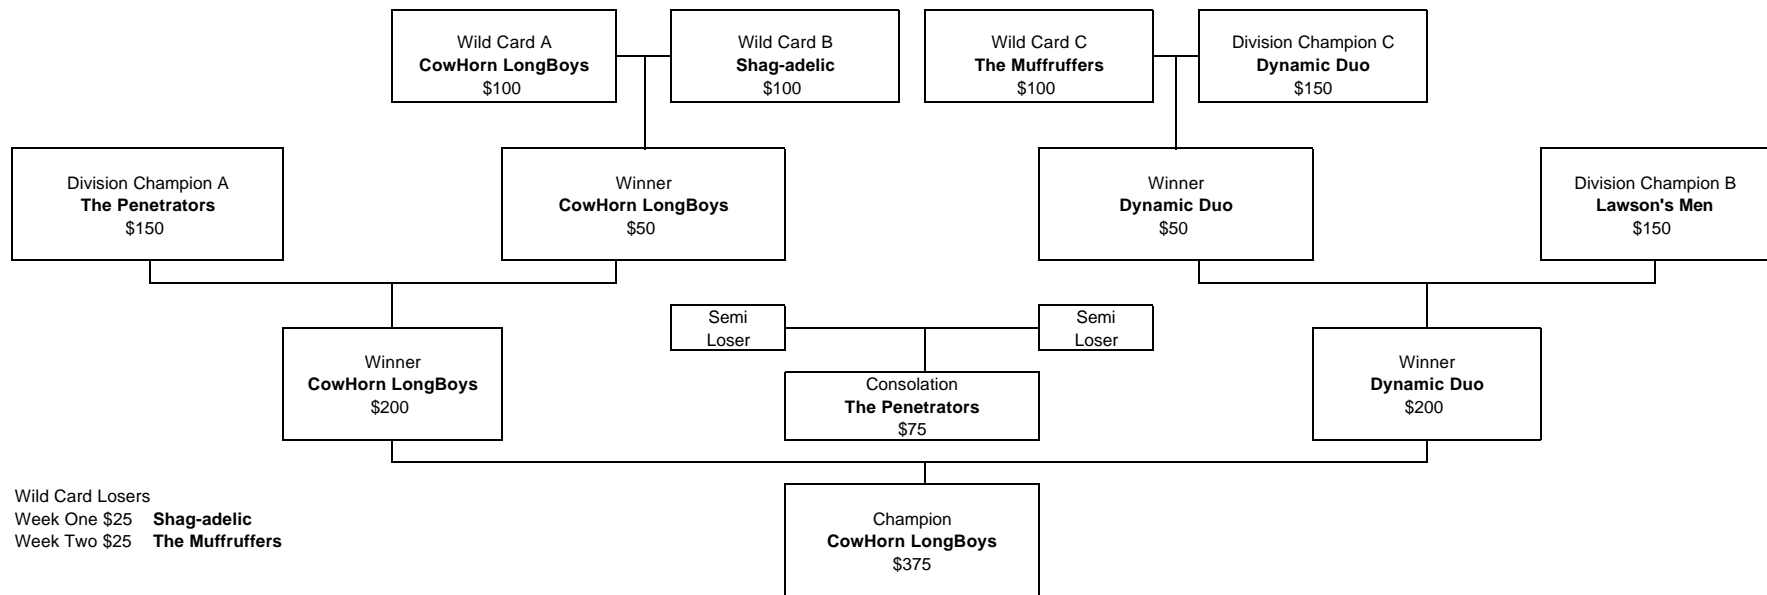 Wild Card A
CowHorn LongBoys
$100
Wild Card B
Shag-adelic
$100
Wild Card C
The Muffruffers
$100
Division Champion C
Dynamic Duo
$150
Division Champion A
The Penetrators
$150
Winner
CowHorn LongBoys
$50
Winner
Dynamic Duo
$50
Division Champion B
Lawson's Men
$150
Semi
Loser
Semi
Loser
Winner
CowHorn LongBoys
$200
Consolation
The Penetrators
$75
Winner
Dynamic Duo
$200
Wild Card Losers
Week One $25 Shag-adelic
Week Two $25 The Muffruffers
Champion
CowHorn LongBoys
$375